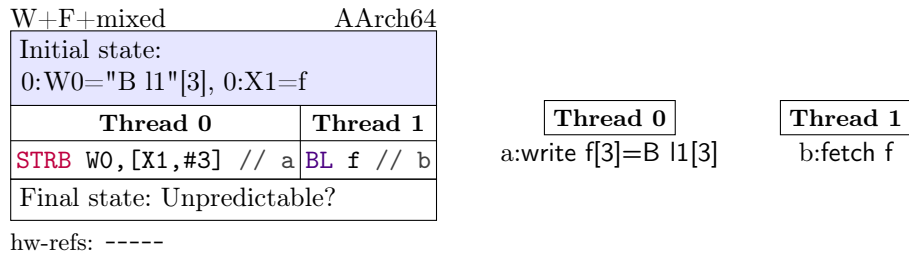 W+F+mixed AArch64
Initial state:
0:W0="B l1"[3], 0:X1=f
Thread 0 Thread 1
STRB W0,[X1,#3] // a BL f // b
Final state: Unpredictable?
hw-refs: -----
Thread 0 Thread 1
a:write f[3]=B l1[3] b:fetch f